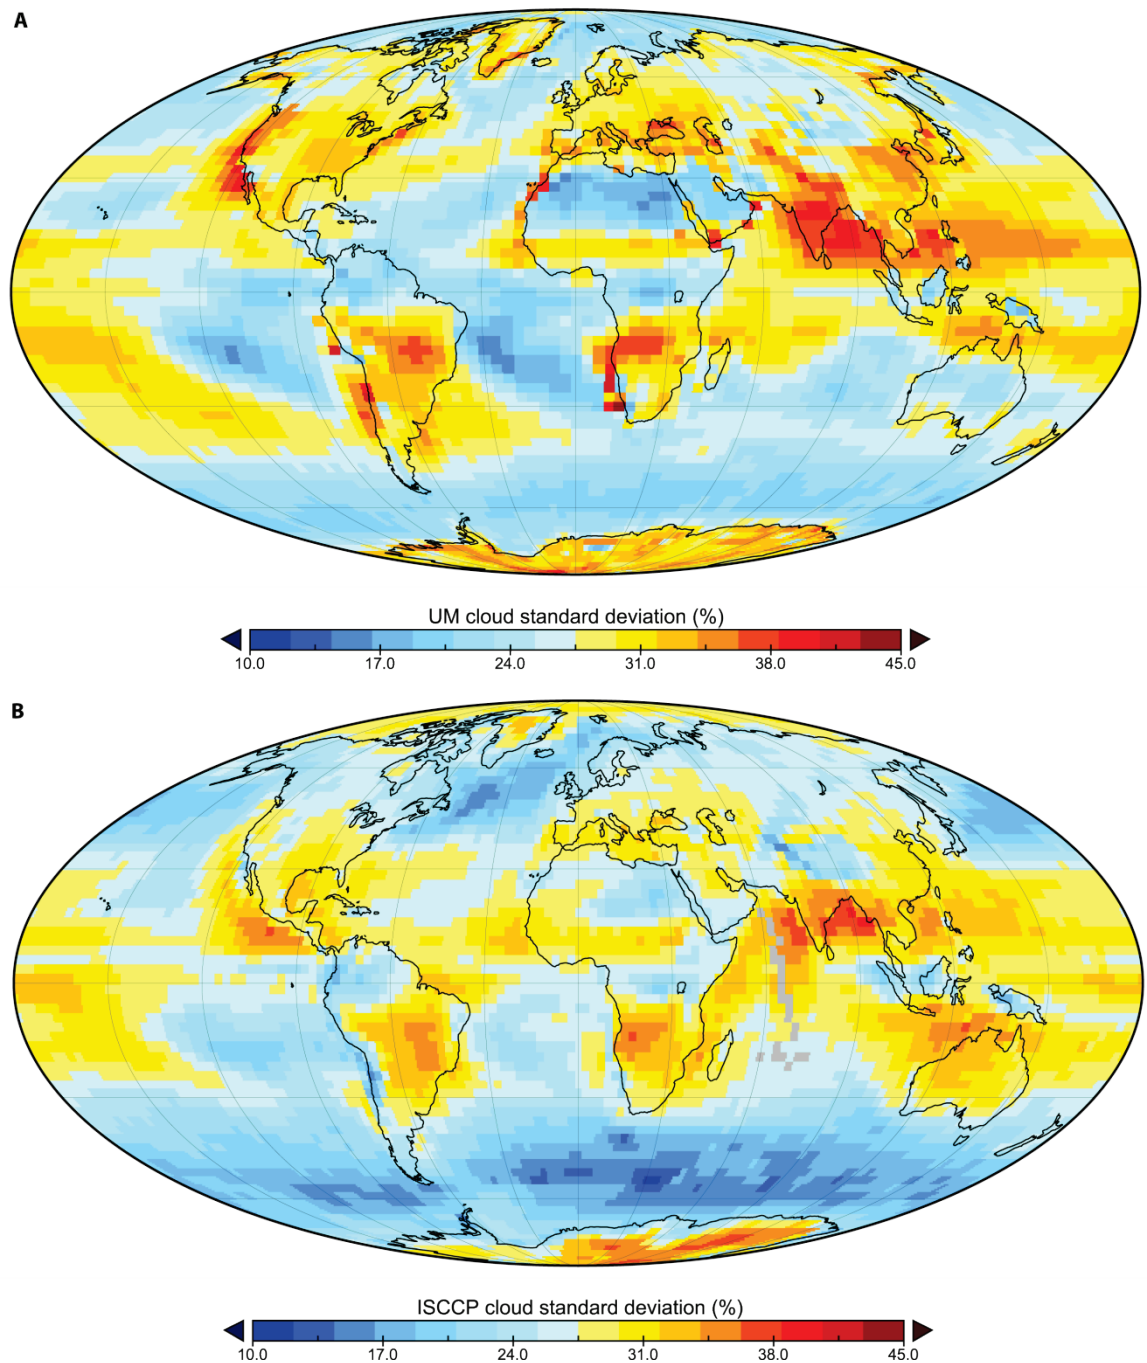 A
UM cloud standard deviation (%)
10.0 17.0 24.0 31.0 38.0 45.0
B
ISCCP cloud standard deviation (%)
10.0 17.0 24.0 31.0 38.0 45.0